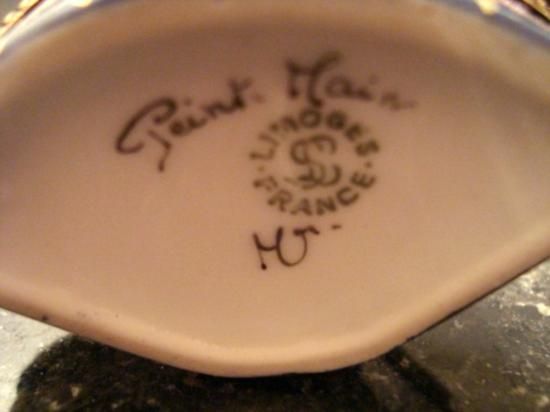 Peint Main
LIMOGES
FRANCE